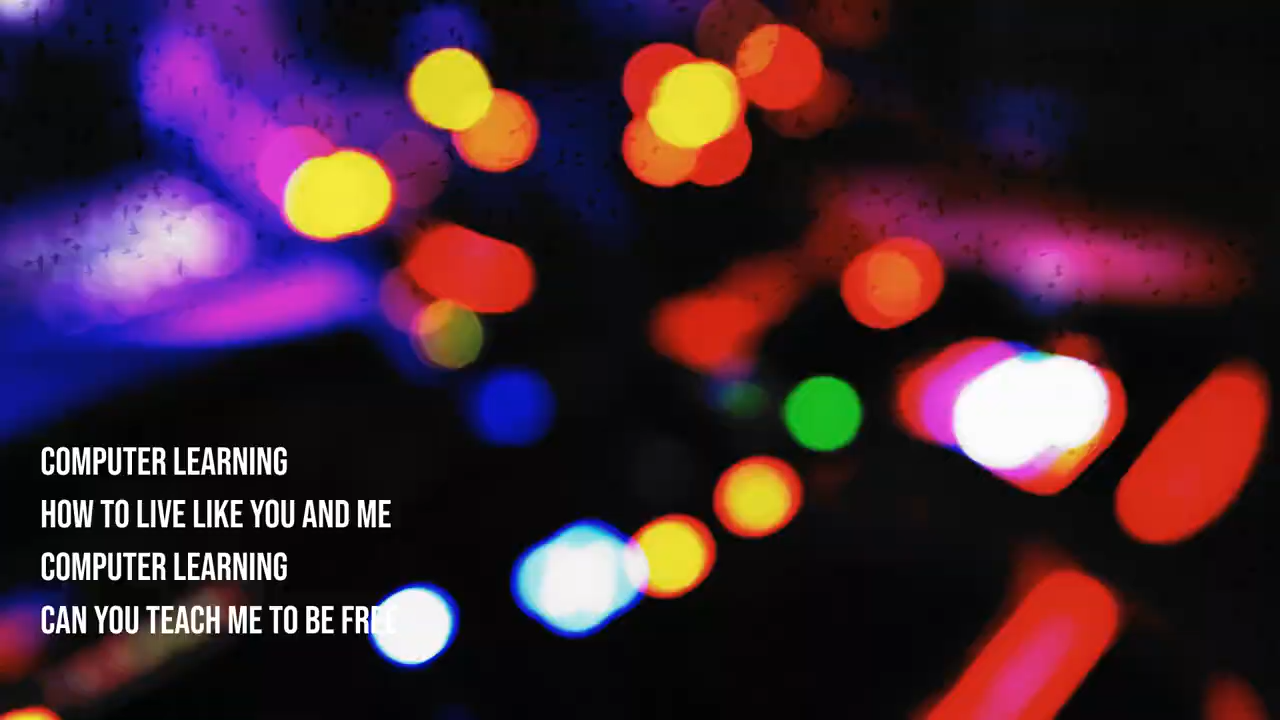 COMPUTER LEARNING
HOW TO LIVE LIKE YOU AND ME
COMPUTER LEARNING
CAN YOU TEACH ME TO BE FREE